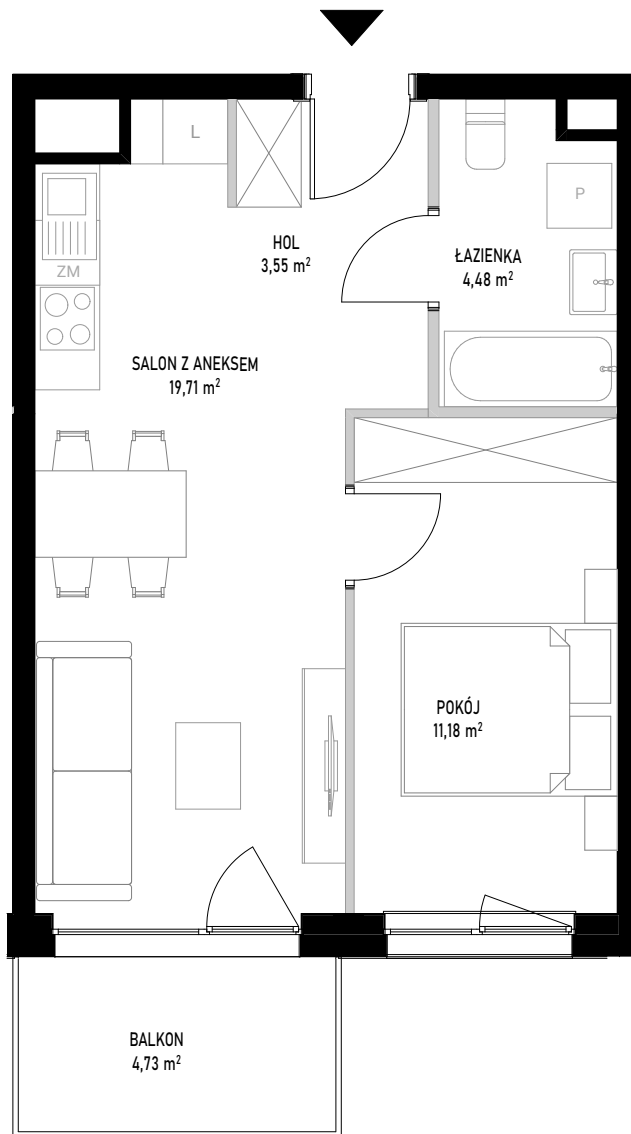 L
P
HOL
3,55 m²
ŁAZIENKA
4,48 m²
ZM
SALON Z ANEKSEM
19,71 m²
POKÓJ
11,18 m²
BALKON
4,73 m²